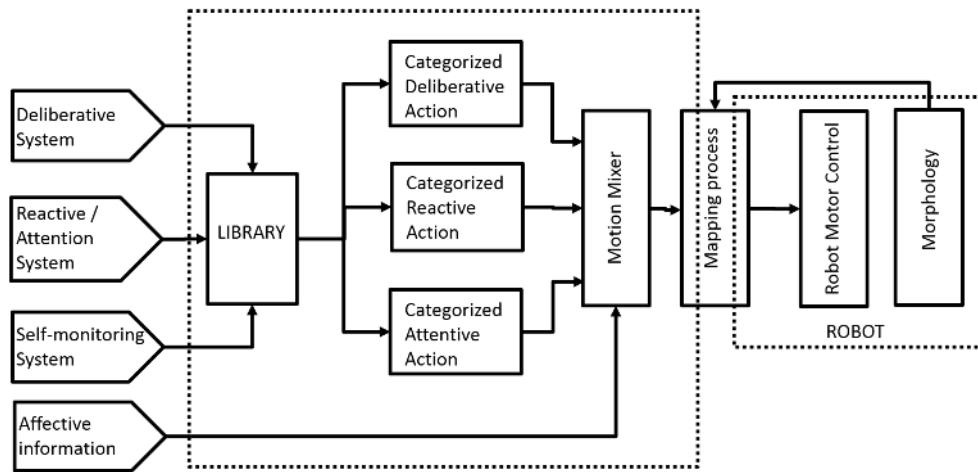 Deliberative
System
Reactive /
Attention
System
Self-monitoring
System
Affective
information
LIBRARY
Categorized
Deliberative
Action
Categorized
Reactive
Action
Categorized
Attentive
Action
Motion Mixer
Mapping process
Robot Motor Control
Morphology
ROBOT